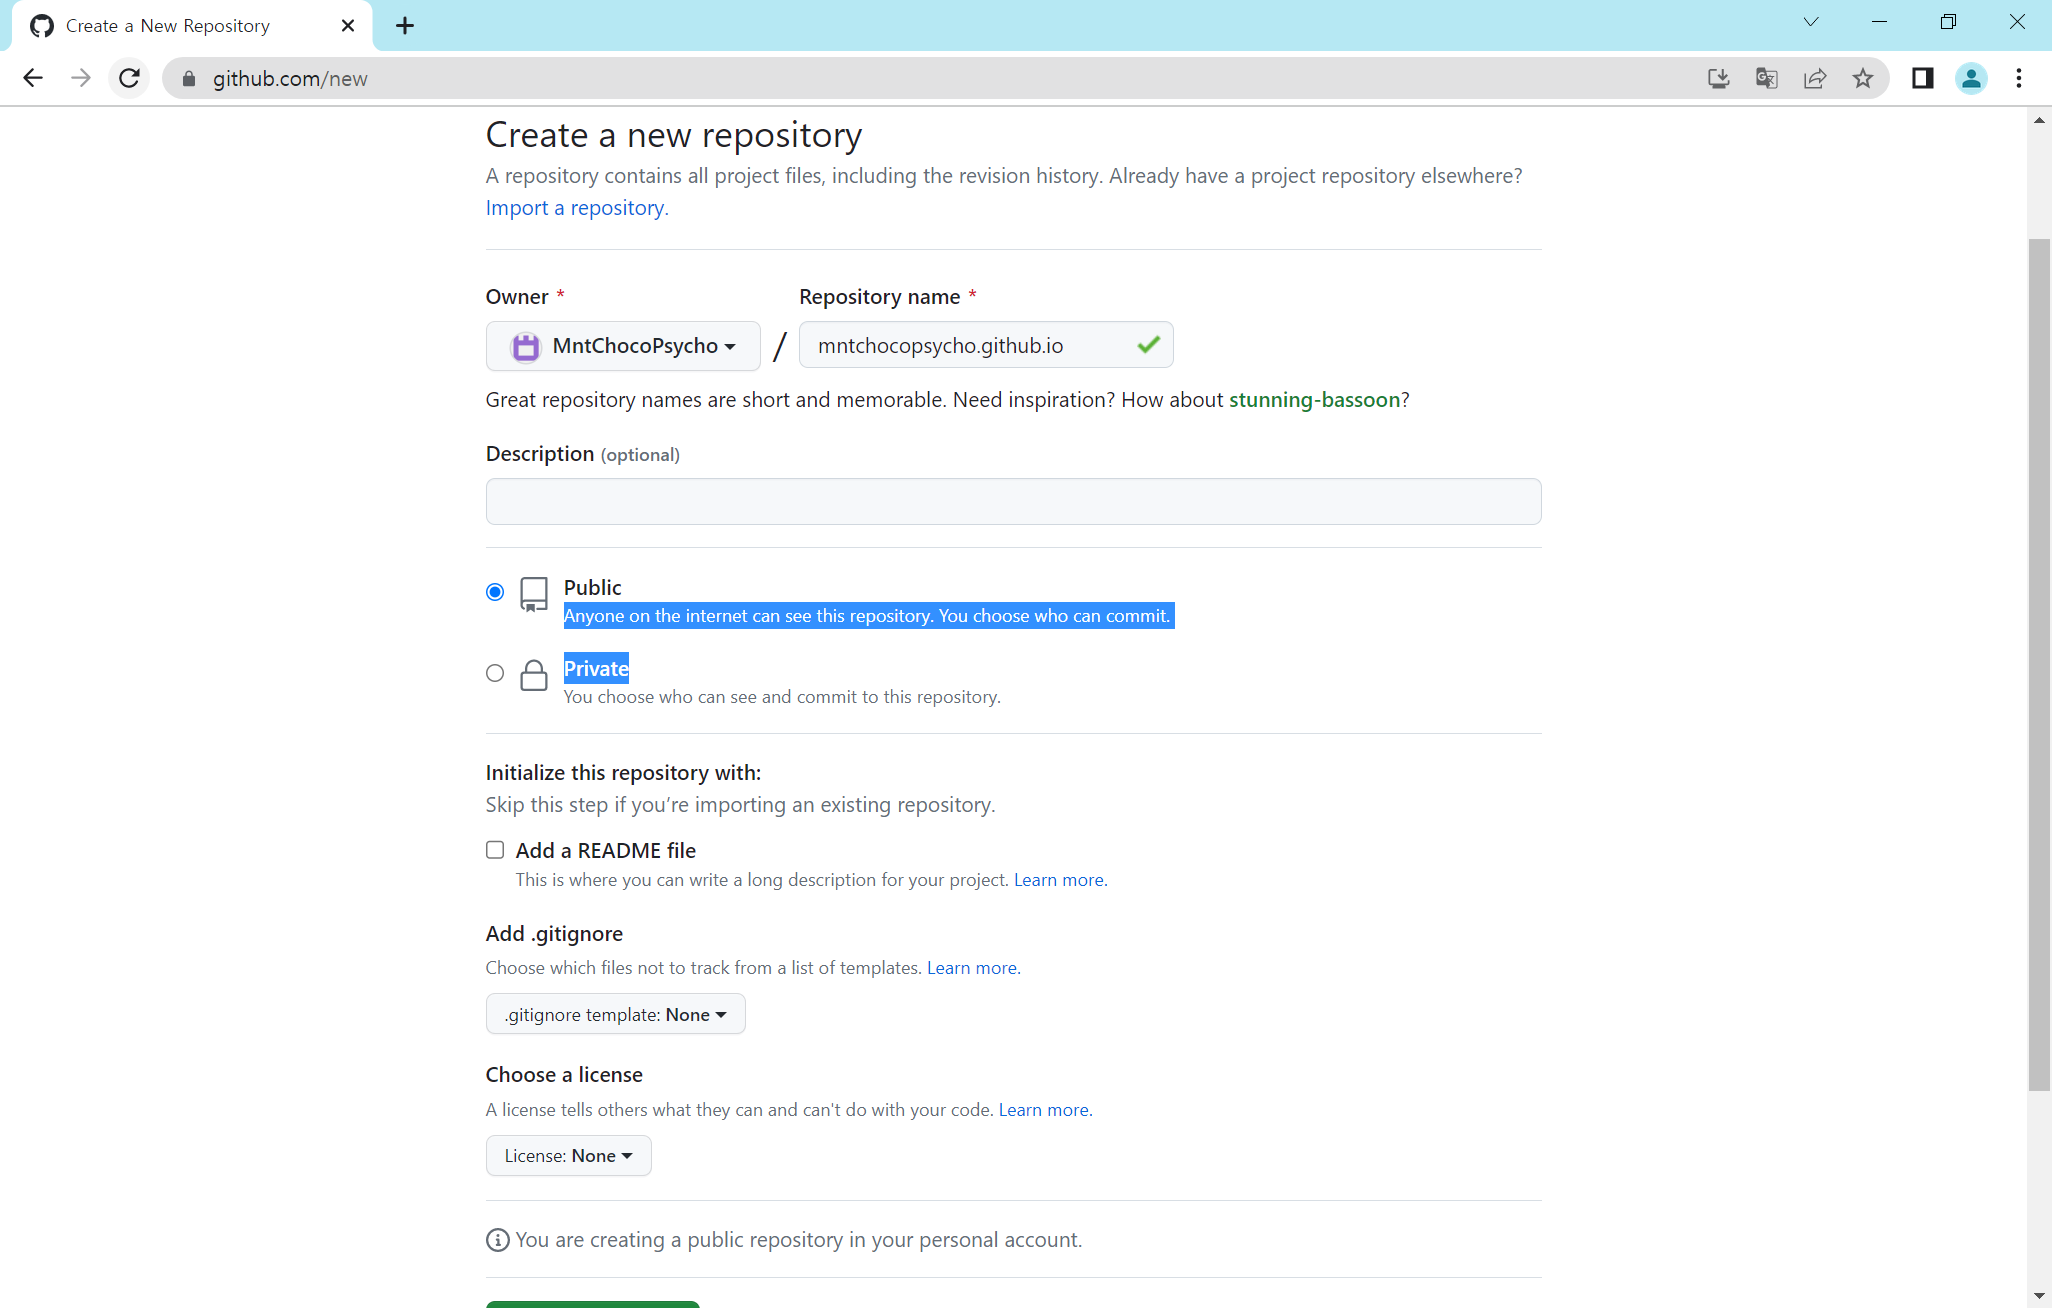 Create a New Repository
github.com/new
Create a new repository
A repository contains all project files, including the revision history. Already have a project repository elsewhere?
Import a repository.
Owner * Repository name *
MntChocoPsycho / mntchocopsycho.github.io
Great repository names are short and memorable. Need inspiration? How about stunning-bassoon?
Description (optional)
Public
Anyone on the internet can see this repository. You choose who can commit.
Private
You choose who can see and commit to this repository.
Initialize this repository with:
Skip this step if you’re importing an existing repository.
Add a README file
This is where you can write a long description for your project. Learn more.
Add .gitignore
Choose which files not to track from a list of templates. Learn more.
.gitignore template: None
Choose a license
A license tells others what they can and can't do with your code. Learn more.
License: None
You are creating a public repository in your personal account.